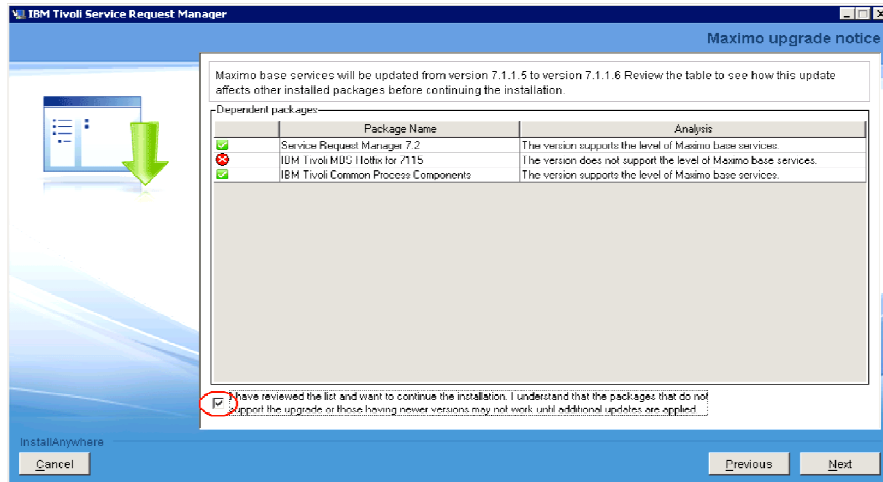 IBM Tivoli Service Request Manager
Maximo upgrade notice
Maximo base services will be updated from version 7.1.1.5 to version 7.1.1.6 Review the table to see how this update
affects other installed packages before continuing the installation.
Dependent packages
Package Name Analysis
Service Request Manager 7.2 The version supports the level of Maximo base services.
IBM Tivoli MBS Hotfix for 7115 The version does not support the level of Maximo base services.
IBM Tivoli Common Process Components The version supports the level of Maximo base services.
I have reviewed the list and want to continue the installation. I understand that the packages that do not
support the upgrade or those having newer versions may not work until additional updates are applied.
InstallAnywhere
Cancel
Previous
Next